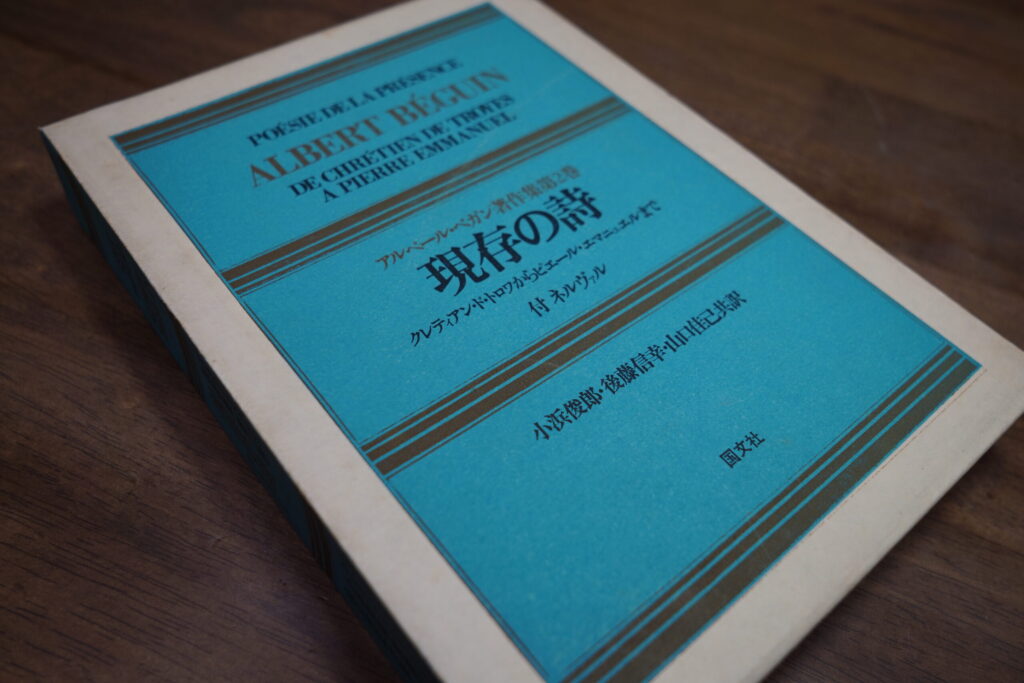 POÉSIE DE LA PRÉSENCE
ALBERT BÉGUIN
DE CHRETIEN DE TROYES
A PIERRE EMMANUEL
アルベール・ベガン著作集第2巻
現存の詩
クレティアン・ド・トロワからピエール・エマニュエルまで
付 ネルヴァル
小浜俊郎・後藤信幸・山口佳己共訳
国文社